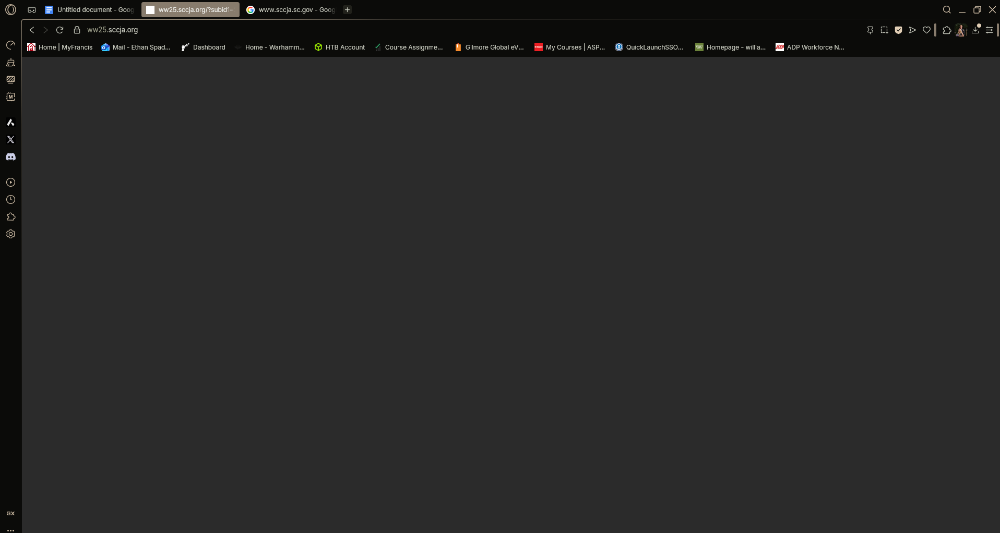 Untitled document - Goog
ww25.sccja.org/?subid1=
www.sccja.sc.gov - Goog
ww25.sccja.org
Home | MyFrancis
Mail - Ethan Spad...
Dashboard
Home - Warhamm...
HTB Account
Course Assignme...
Gilmore Global eV...
My Courses | ASP...
QuickLaunchSSO...
Homepage - willia...
ADP Workforce N...
M
GX